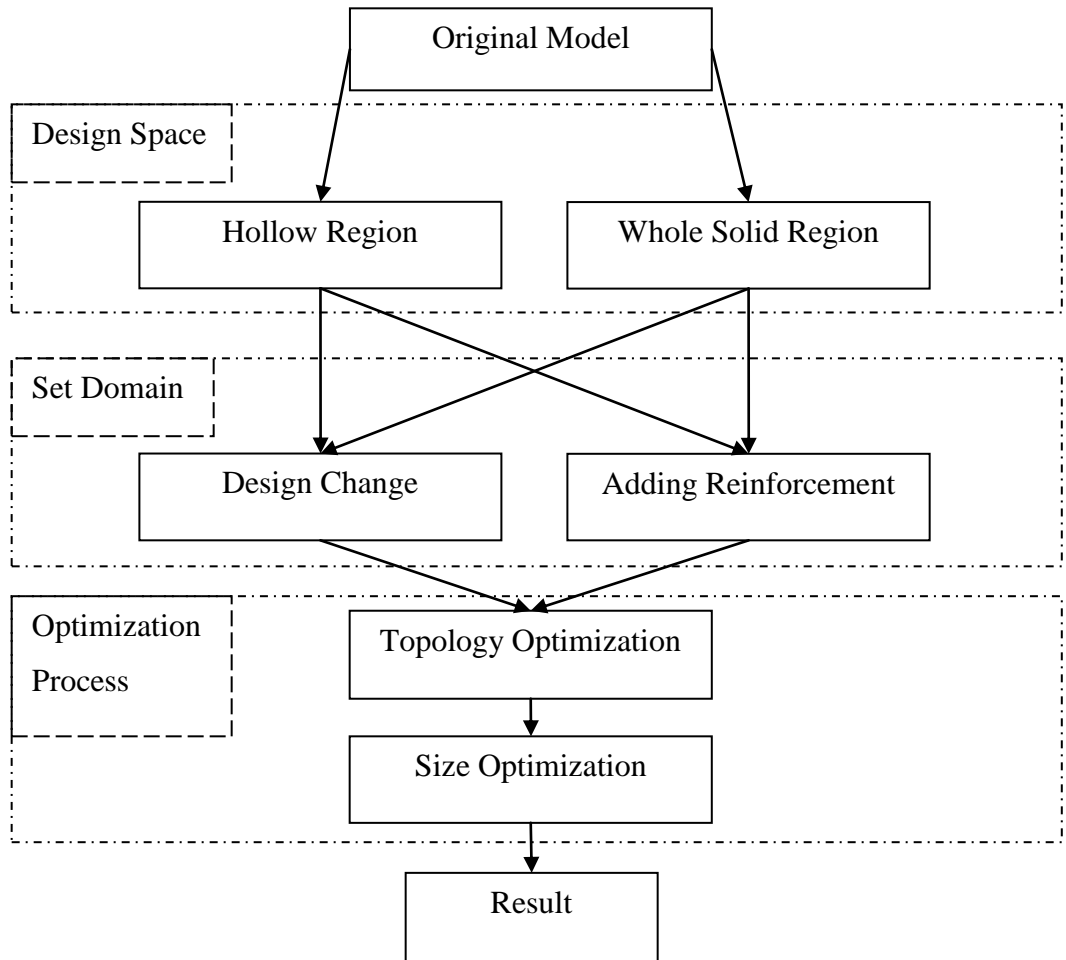 Original Model
Design Space
Hollow Region
Whole Solid Region
Set Domain
Design Change
Adding Reinforcement
Optimization
Process
Topology Optimization
Size Optimization
Result